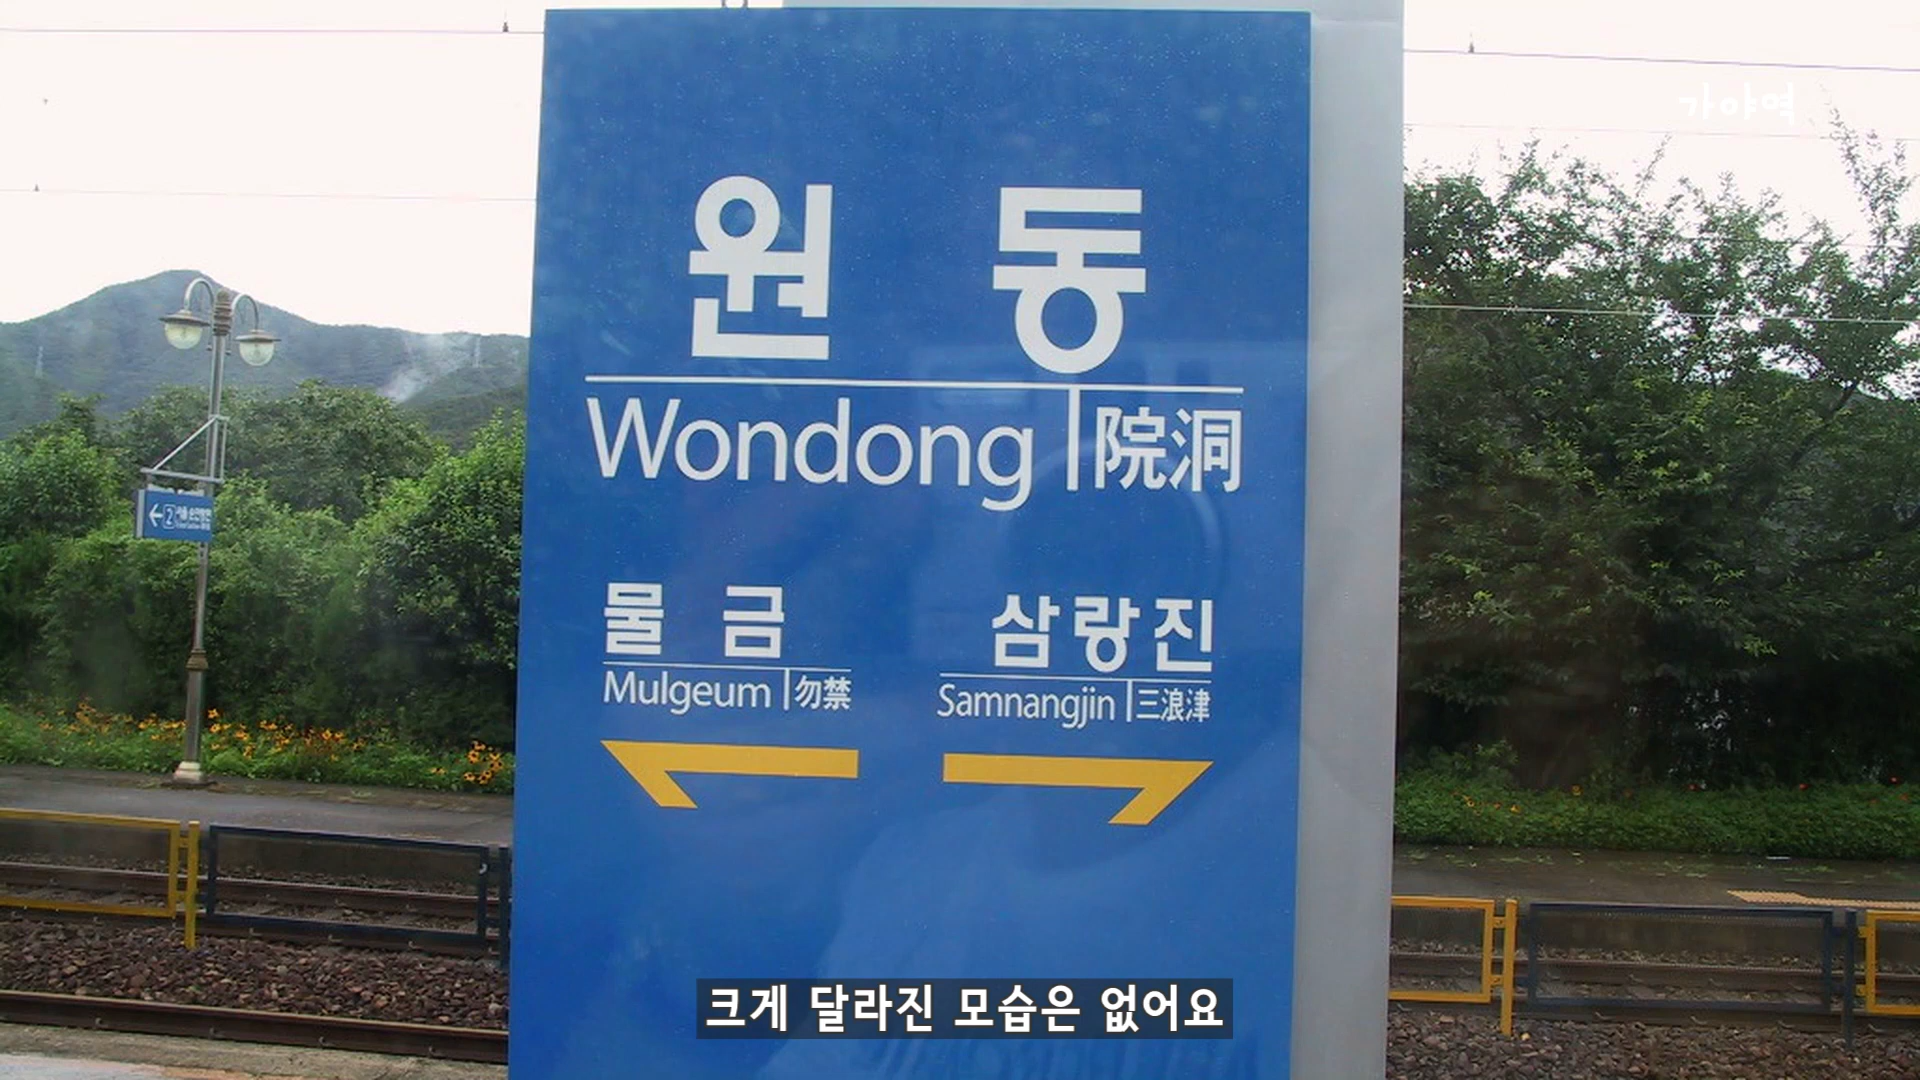 가야역
원동
Wondong 院洞
물금 삼랑진
Mulgeum 勿禁 Samnangjin 三浪津
2
크게 달라진 모습은 없어요